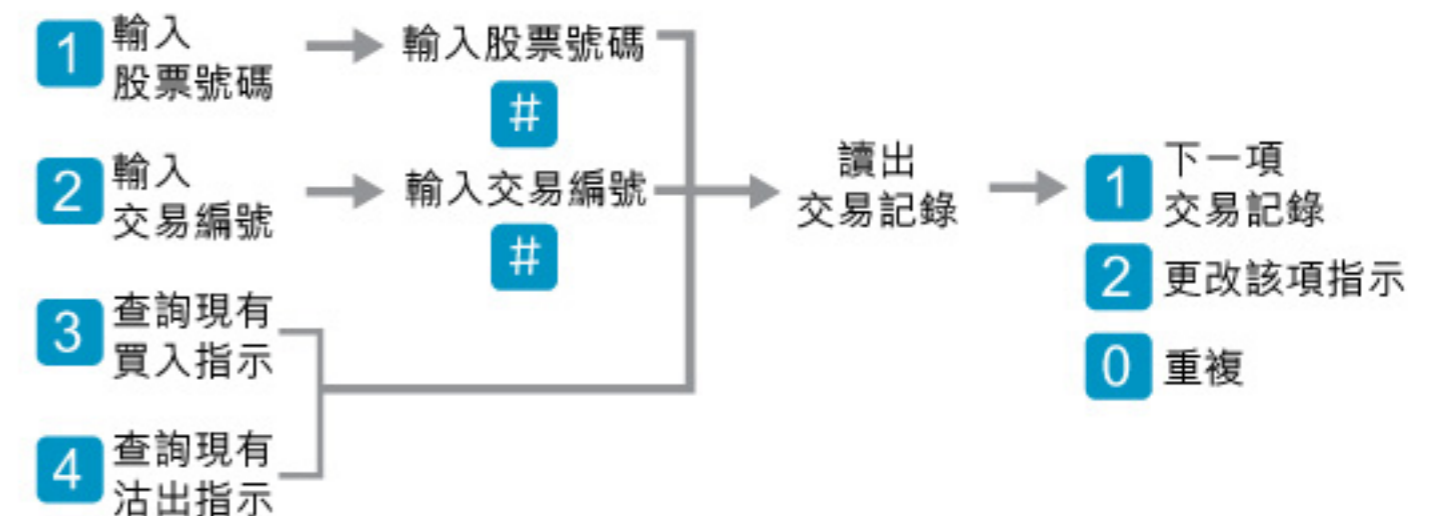 1 輸入
股票號碼
輸入股票號碼
#
2 輸入
交易編號
輸入交易編號
#
3 查詢現有
買入指示
4 查詢現有
沽出指示
讀出
交易記錄
1 下一項
交易記錄
2 更改該項指示
0 重複